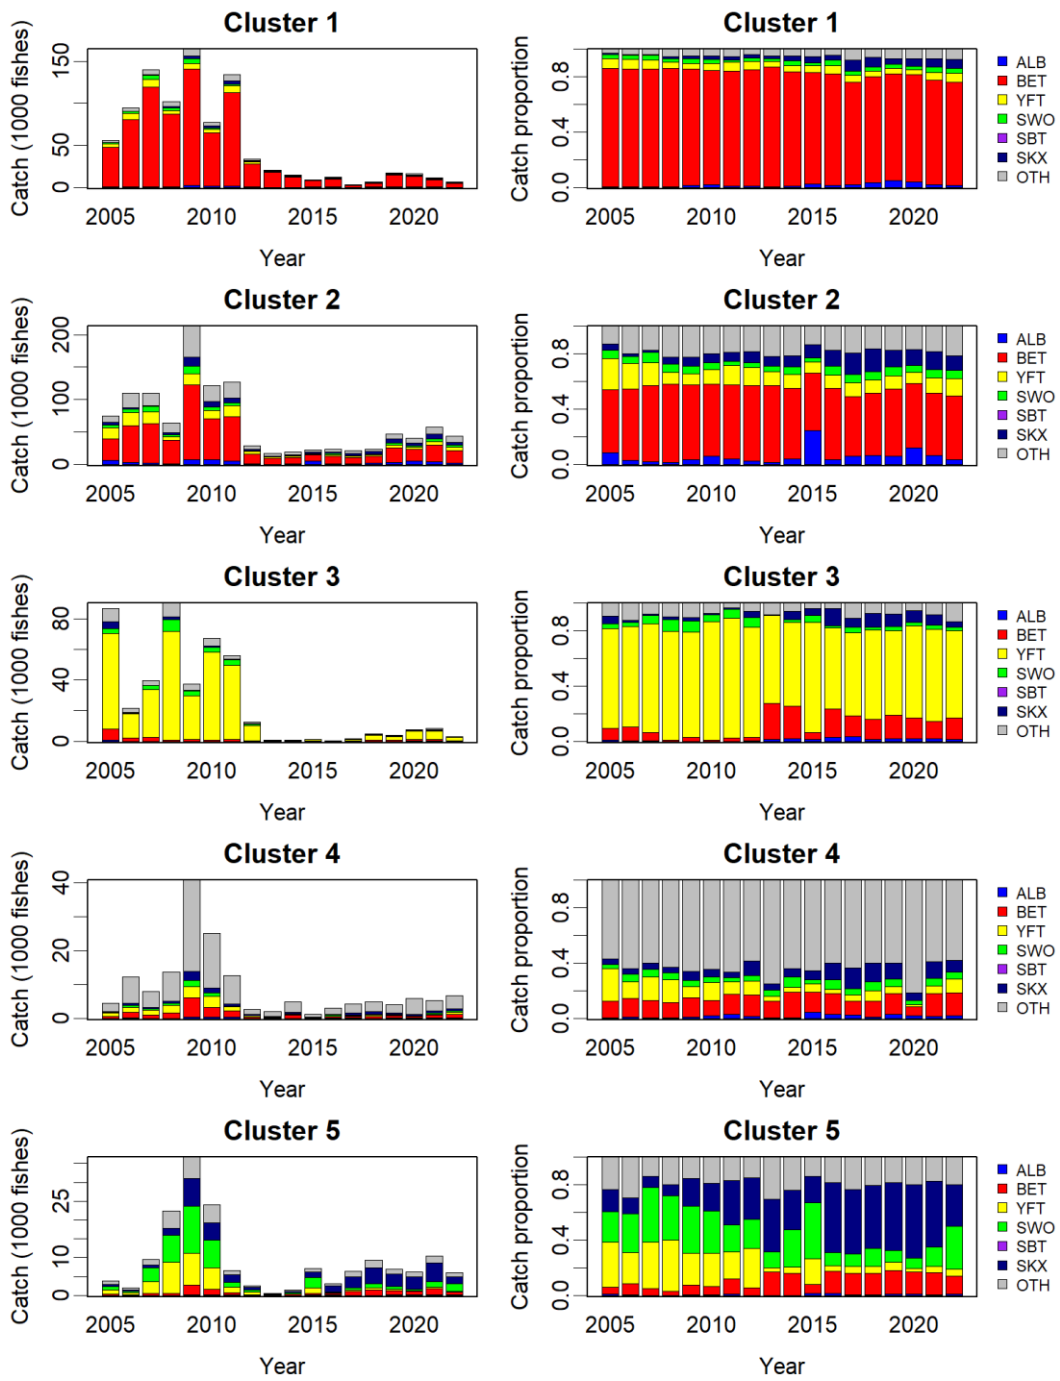 Cluster 1
Catch (1000 fishes)
0 50 150
2005 2010 2015 2020
Year
Cluster 1
Catch proportion
0.0 0.4 0.8
2005 2010 2015 2020
Year
ALB
BET
YFT
SWO
SBT
SKX
OTH
Cluster 2
Catch (1000 fishes)
0 100 200
2005 2010 2015 2020
Year
Cluster 2
Catch proportion
0.0 0.4 0.8
2005 2010 2015 2020
Year
ALB
BET
YFT
SWO
SBT
SKX
OTH
Cluster 3
Catch (1000 fishes)
0 40 80
2005 2010 2015 2020
Year
Cluster 3
Catch proportion
0.0 0.4 0.8
2005 2010 2015 2020
Year
ALB
BET
YFT
SWO
SBT
SKX
OTH
Cluster 4
Catch (1000 fishes)
0 20 40
2005 2010 2015 2020
Year
Cluster 4
Catch proportion
0.0 0.4 0.8
2005 2010 2015 2020
Year
ALB
BET
YFT
SWO
SBT
SKX
OTH
Cluster 5
Catch (1000 fishes)
0 10 25
2005 2010 2015 2020
Year
Cluster 5
Catch proportion
0.0 0.4 0.8
2005 2010 2015 2020
Year
ALB
BET
YFT
SWO
SBT
SKX
OTH